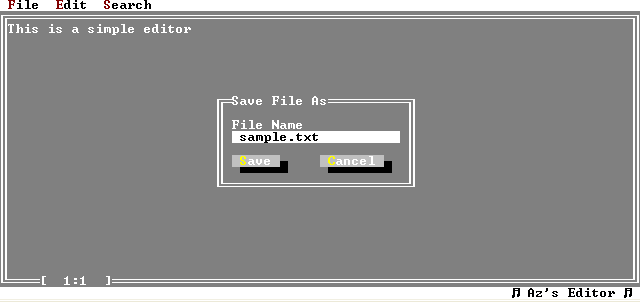 File Edit Search
This is a simple editor
Save File As
File Name
sample.txt
Save Cancel
[ 1:1 ]
♫ Az's Editor ♫